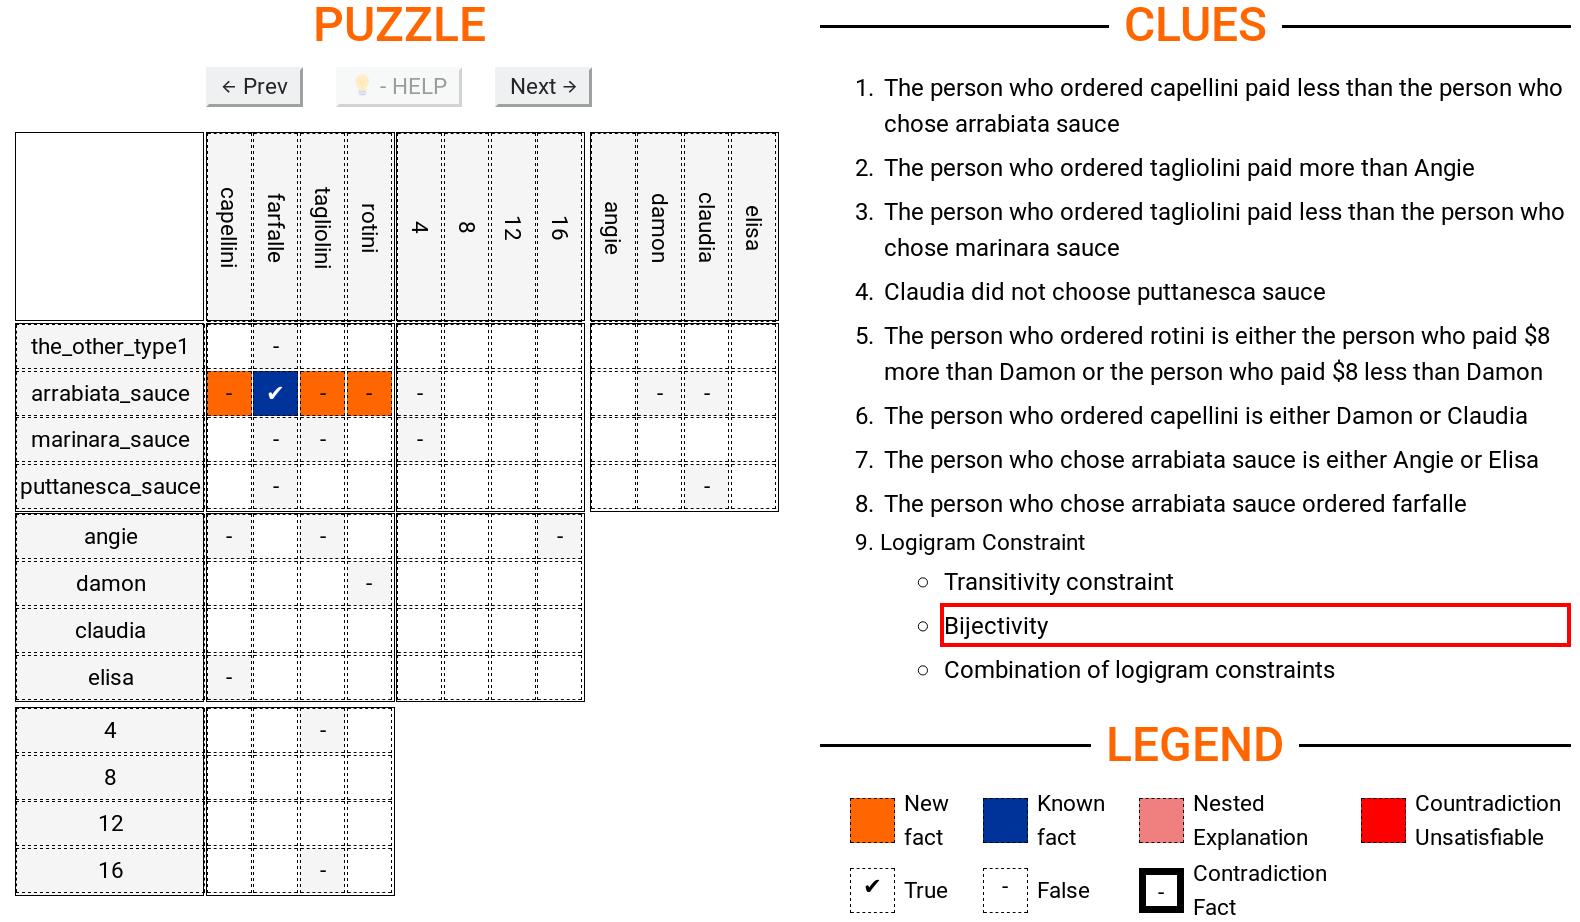 PUZZLE
← Prev
💡 - HELP
Next →
capellini farfalle tagliolini rotini 4 8 12 16 angie damon claudia elisa
the_other_type1 -
arrabiata_sauce - ✔ - - - - -
marinara_sauce - - -
puttanesca_sauce - -
angie - - -
damon -
claudia
elisa -
4 -
8
12
16 -
CLUES
1. The person who ordered capellini paid less than the person who
chose arrabiata sauce
2. The person who ordered tagliolini paid more than Angie
3. The person who ordered tagliolini paid less than the person who
chose marinara sauce
4. Claudia did not choose puttanesca sauce
5. The person who ordered rotini is either the person who paid $8
more than Damon or the person who paid $8 less than Damon
6. The person who ordered capellini is either Damon or Claudia
7. The person who chose arrabiata sauce is either Angie or Elisa
8. The person who chose arrabiata sauce ordered farfalle
9. Logigram Constraint
○ Transitivity constraint
○ Bijectivity
○ Combination of logigram constraints
LEGEND
New
fact
Known
fact
Nested
Explanation
Countradiction
Unsatisfiable
✔ True
- False
- Contradiction
Fact